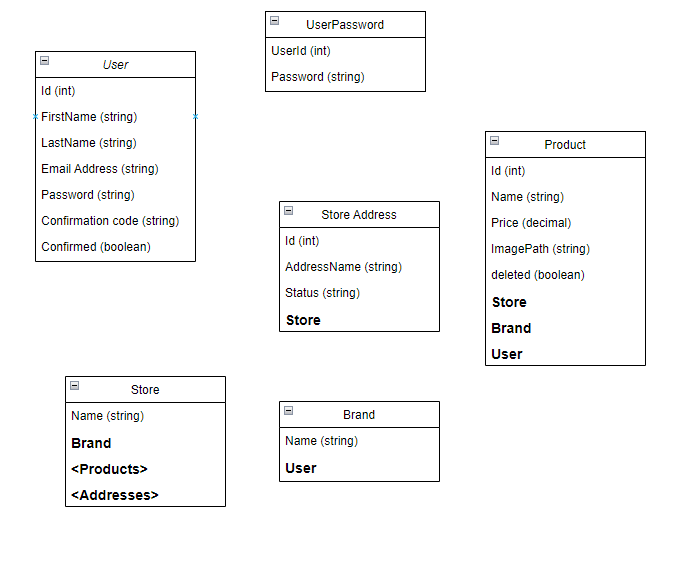 UserPassword
UserId (int)
Password (string)
User
Id (int)
FirstName (string)
LastName (string)
Email Address (string)
Password (string)
Confirmation code (string)
Confirmed (boolean)
Product
Id (int)
Name (string)
Price (decimal)
ImagePath (string)
deleted (boolean)
Store
Brand
User
Store Address
Id (int)
AddressName (string)
Status (string)
Store
Store
Name (string)
Brand
<Products>
<Addresses>
Brand
Name (string)
User